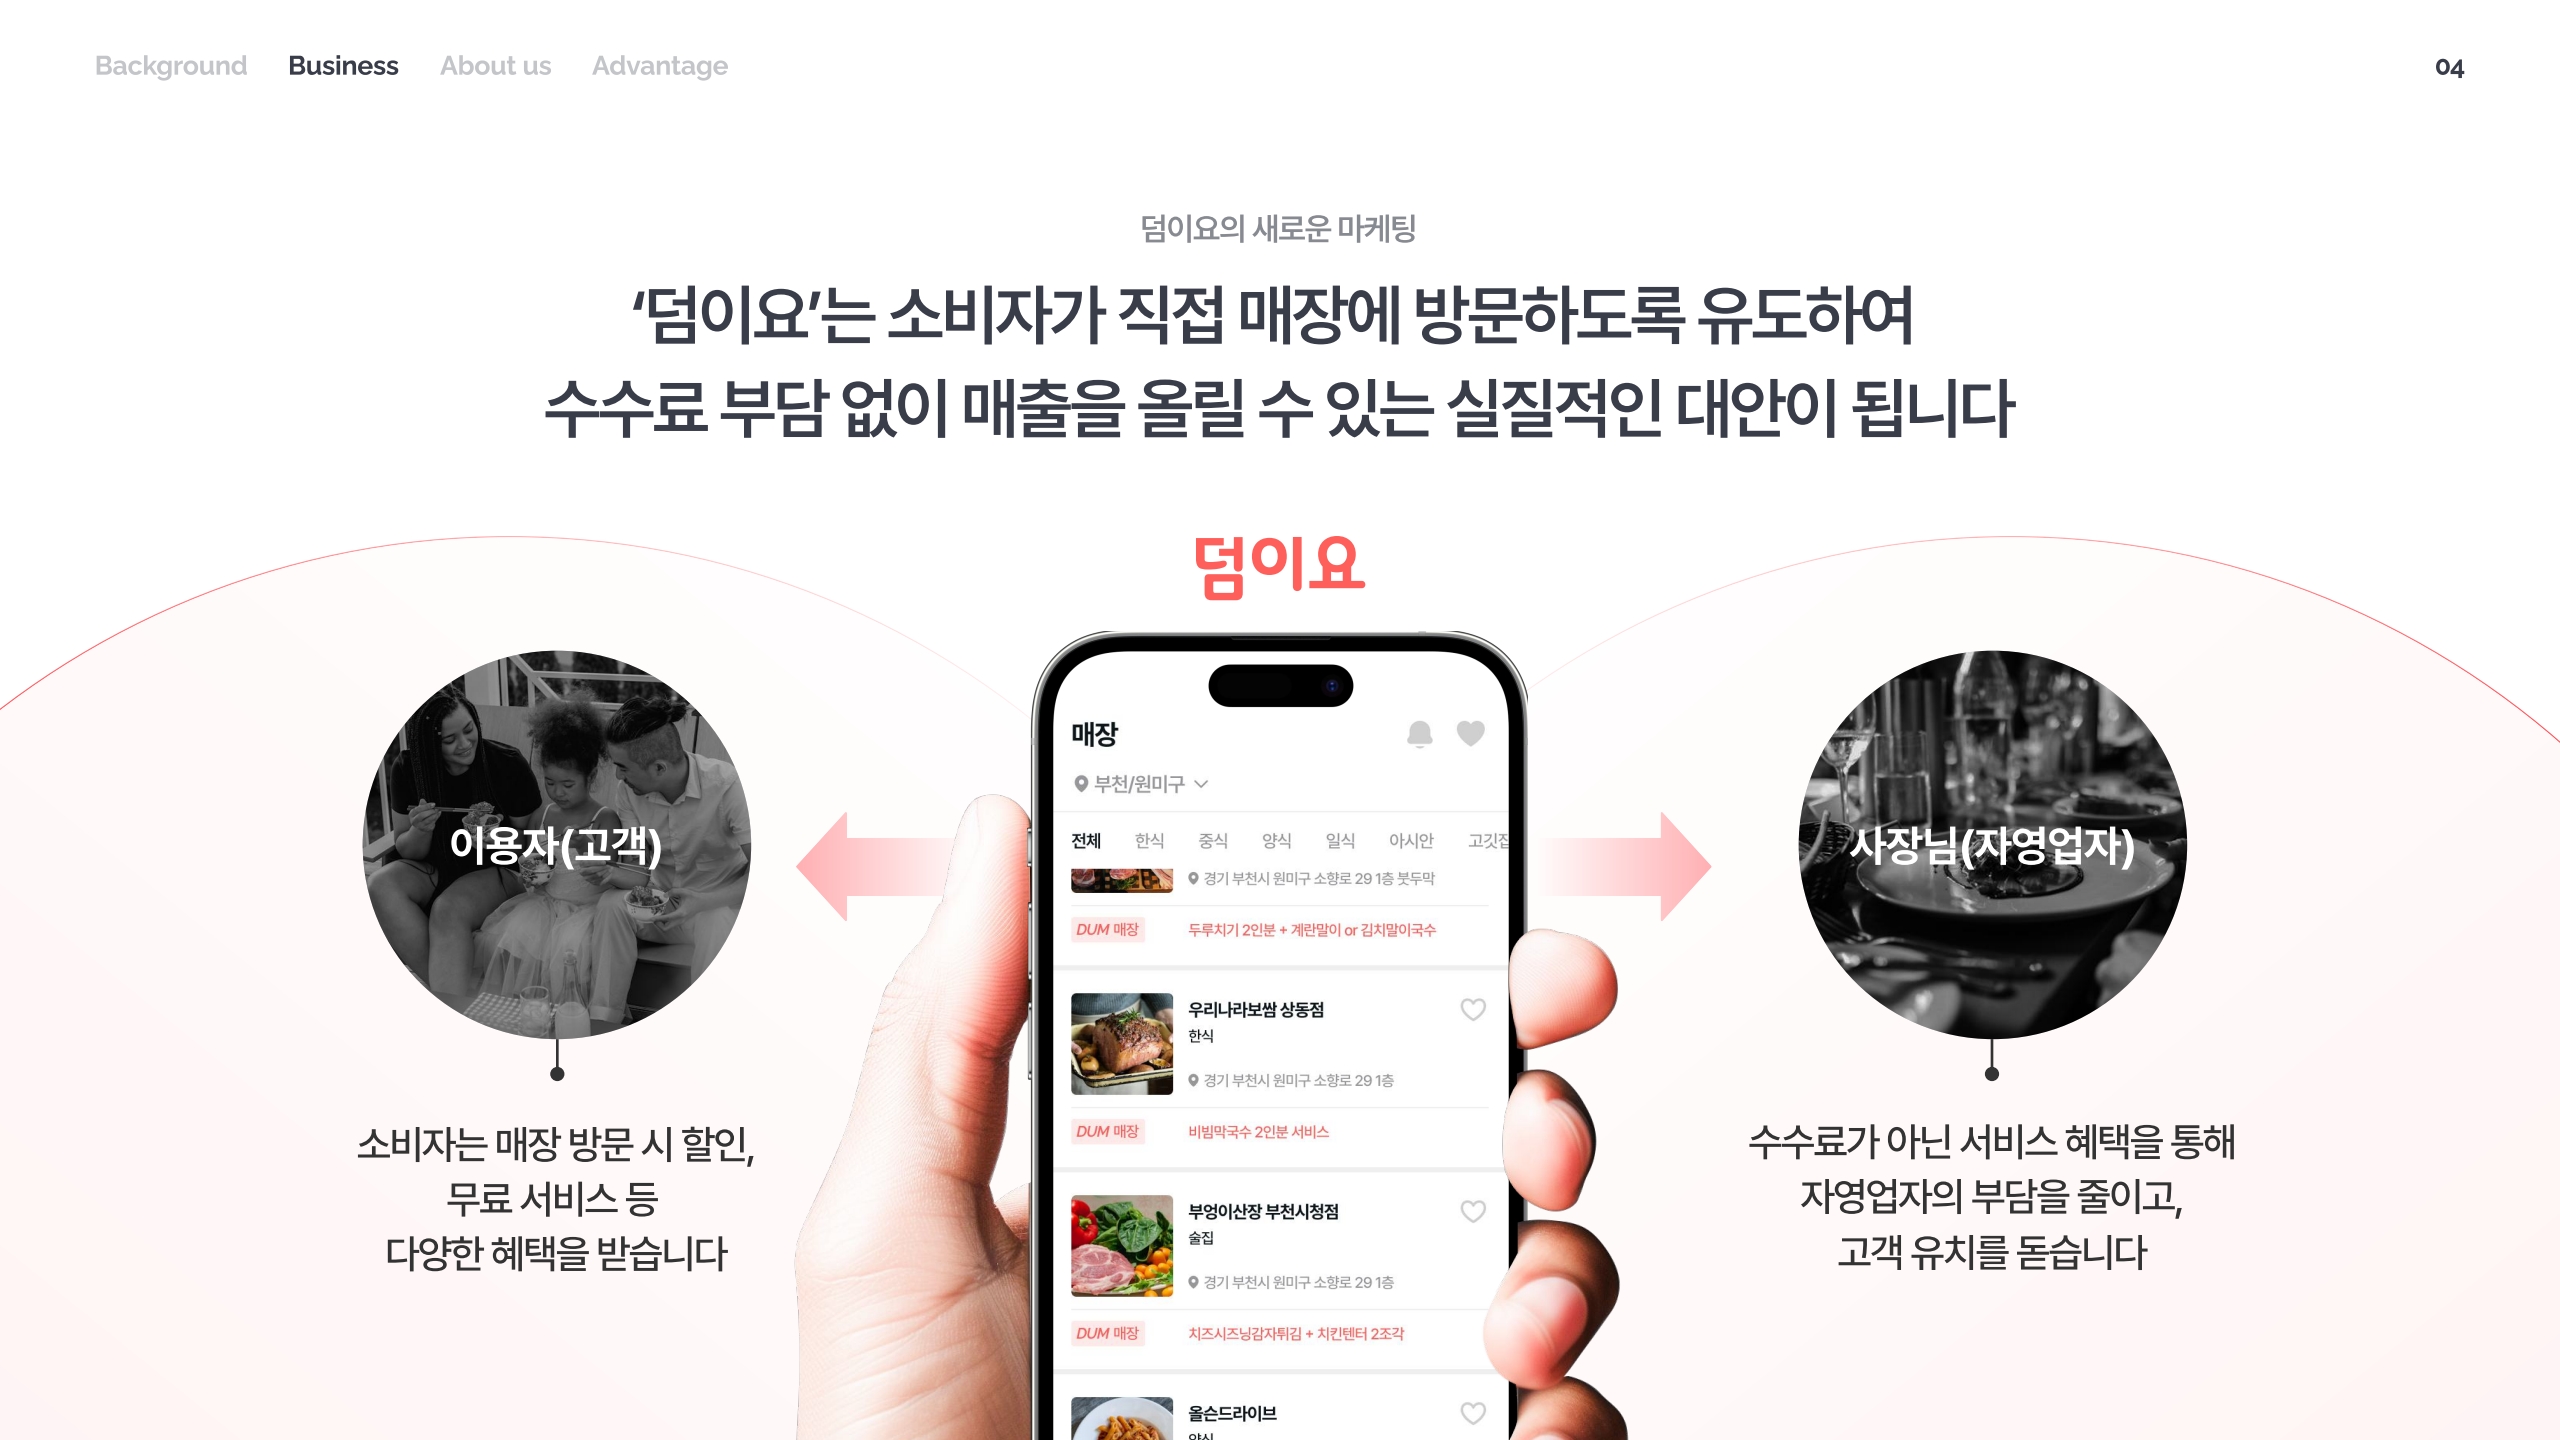 Background Business About us Advantage
04
덤이요의 새로운 마케팅
‘덤이요’는 소비자가 직접 매장에 방문하도록 유도하여
수수료 부담 없이 매출을 올릴 수 있는 실질적인 대안이 됩니다
덤이요
이용자(고객)
소비자는 매장 방문 시 할인,
무료 서비스 등
다양한 혜택을 받습니다
매장
부천/원미구
전체 한식 중식 양식 일식 아시안 고깃집
경기 부천시 원미구 소향로 29 1층 붓두막
DUM 매장 두루치기 2인분 + 계란말이 or 김치말이국수
우리나라보쌈 상동점
한식
경기 부천시 원미구 소향로 29 1층
DUM 매장 비빔막국수 2인분 서비스
부엉이산장 부천시청점
술집
경기 부천시 원미구 소향로 29 1층
DUM 매장 치즈시즈닝감자튀김 + 치킨텐터 2조각
올슨드라이브
양식
사장님(자영업자)
수수료가 아닌 서비스 혜택을 통해
자영업자의 부담을 줄이고,
고객 유치를 돋습니다